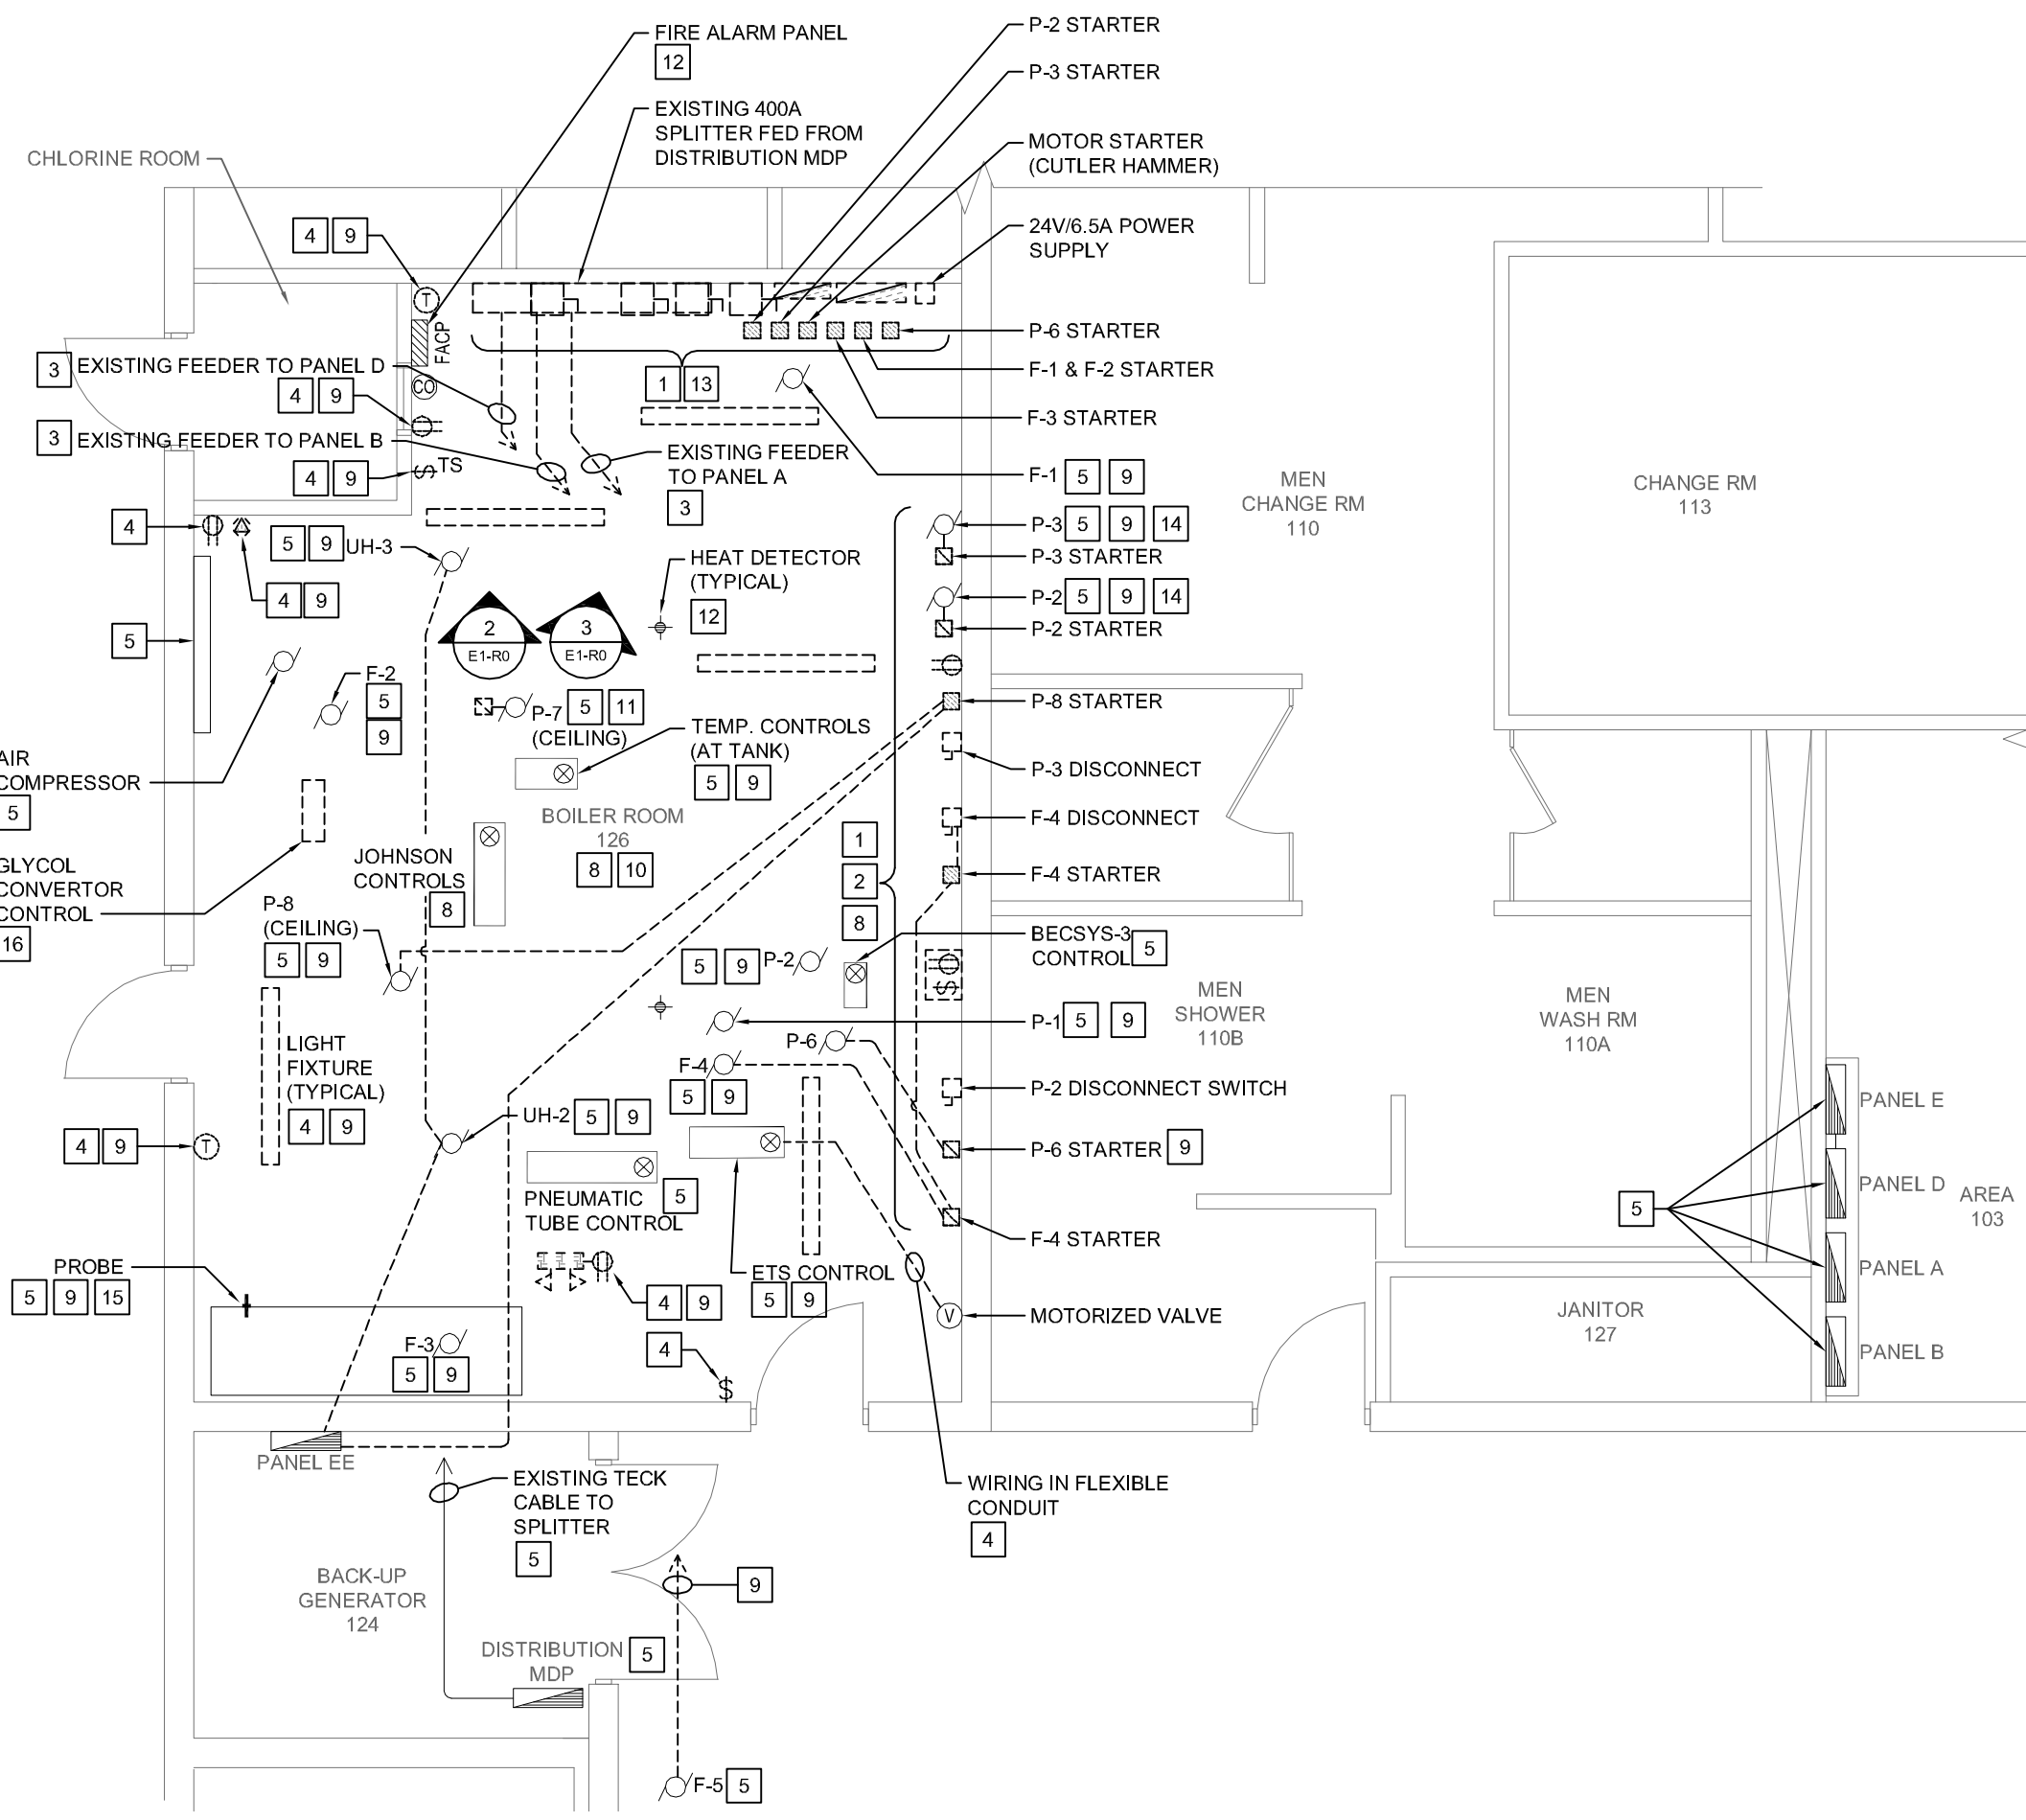 FIRE ALARM PANEL
12
P-2 STARTER
P-3 STARTER
EXISTING 400A
SPLITTER FED FROM
DISTRIBUTION MDP
MOTOR STARTER
(CUTLER HAMMER)
CHLORINE ROOM
24V/6.5A POWER
SUPPLY
4 9
T
FACP
P-6 STARTER
3 EXISTING FEEDER TO PANEL D
F-1 & F-2 STARTER
1 13
CO
4 9
F-3 STARTER
3 EXISTING FEEDER TO PANEL B
EXISTING FEEDER
TO PANEL A
3
4 9
S TS
F-1 5 9
MEN
CHANGE RM
110
CHANGE RM
113
4
P-3 5 9 14
5 9 UH-3
P-3 STARTER
HEAT DETECTOR
(TYPICAL)
12
4 9
P-2 5 9 14
P-2 STARTER
2
E1-R0
3
E1-R0
5
F-2
5
9
P-7 5 11
(CEILING)
P-8 STARTER
TEMP. CONTROLS
(AT TANK)
5 9
AIR
COMPRESSOR
5
P-3 DISCONNECT
BOILER ROOM
126
8 10
F-4 DISCONNECT
1
2
8
JOHNSON
CONTROLS
8
GLYCOL
CONVERTOR
CONTROL
16
F-4 STARTER
P-8
(CEILING)
5 9
BECSYS-3
CONTROL 5
5 9 P-2
S
MEN
SHOWER
110B
MEN
WASH RM
110A
P-1 5 9
LIGHT
FIXTURE
(TYPICAL)
4 9
P-6
F-4
5 9
P-2 DISCONNECT SWITCH
PANEL E
UH-2 5 9
4 9
T
P-6 STARTER 9
PNEUMATIC
TUBE CONTROL
5
PANEL D
AREA
103
5
F-4 STARTER
PROBE
5 9 15
ETS CONTROL
5 9
PANEL A
4 9
V
MOTORIZED VALVE
JANITOR
127
F-3
5 9
4
$
PANEL B
PANEL EE
EXISTING TECK
CABLE TO
SPLITTER
5
WIRING IN FLEXIBLE
CONDUIT
4
BACK-UP
GENERATOR
124
9
DISTRIBUTION
MDP
5
F-5 5